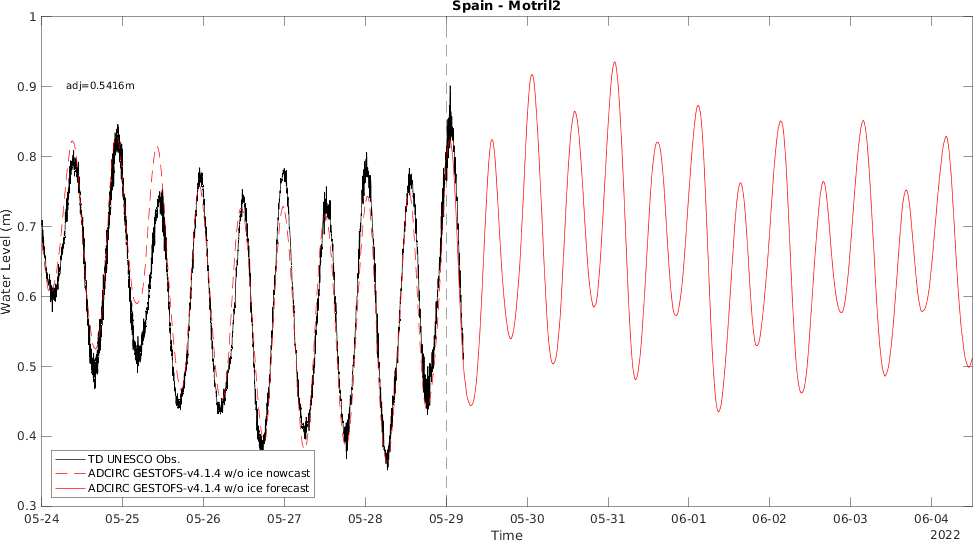 Spain - Motril2
1
0.9
0.8
0.7
0.6
0.5
0.4
0.3
Water Level (m)
adj=0.5416m
TD UNESCO Obs.
ADCIRC GESTOFS-v4.1.4 w/o ice nowcast
ADCIRC GESTOFS-v4.1.4 w/o ice forecast
05-24 05-25 05-26 05-27 05-28 05-29 05-30 05-31 06-01 06-02 06-03 06-04
2022
Time